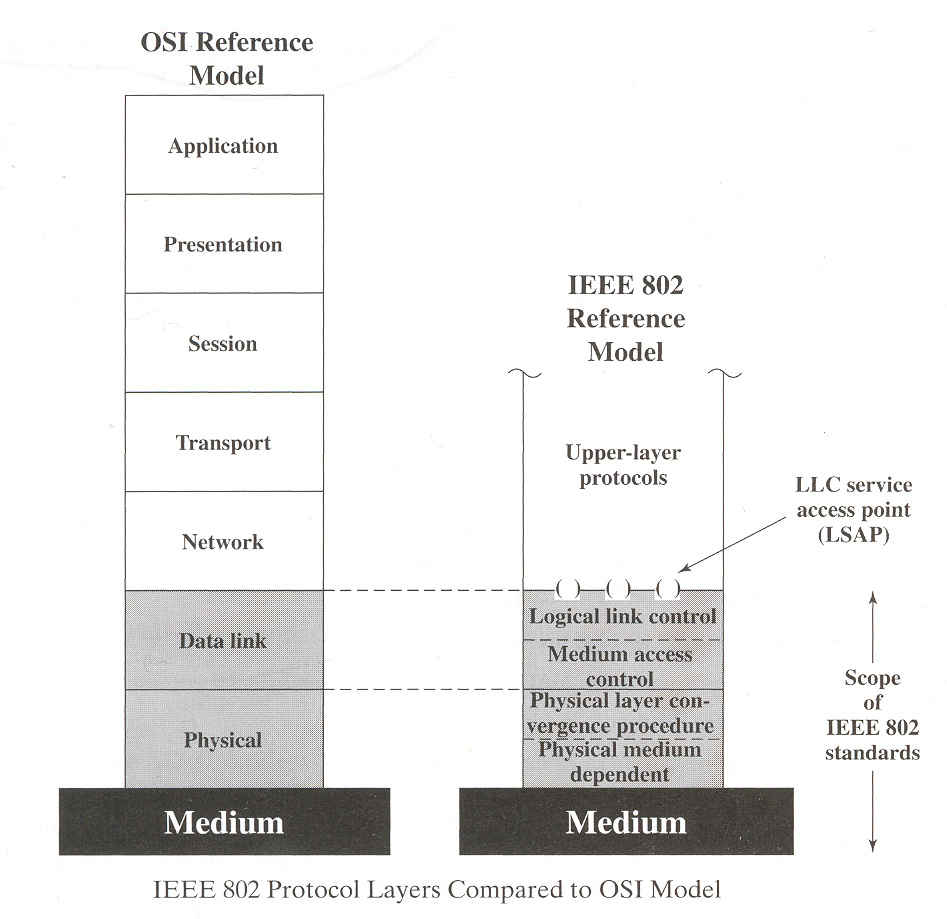 OSI Reference
Model
Application
Presentation
Session
Transport
Network
Data link
Physical
Medium
IEEE 802
Reference
Model
Upper-layer
protocols
LLC service
access point
(LSAP)
Logical link control
Medium access
control
Physical layer con-
vergence procedure
Physical medium
dependent
Medium
Scope
of
IEEE 802
standards
IEEE 802 Protocol Layers Compared to OSI Model